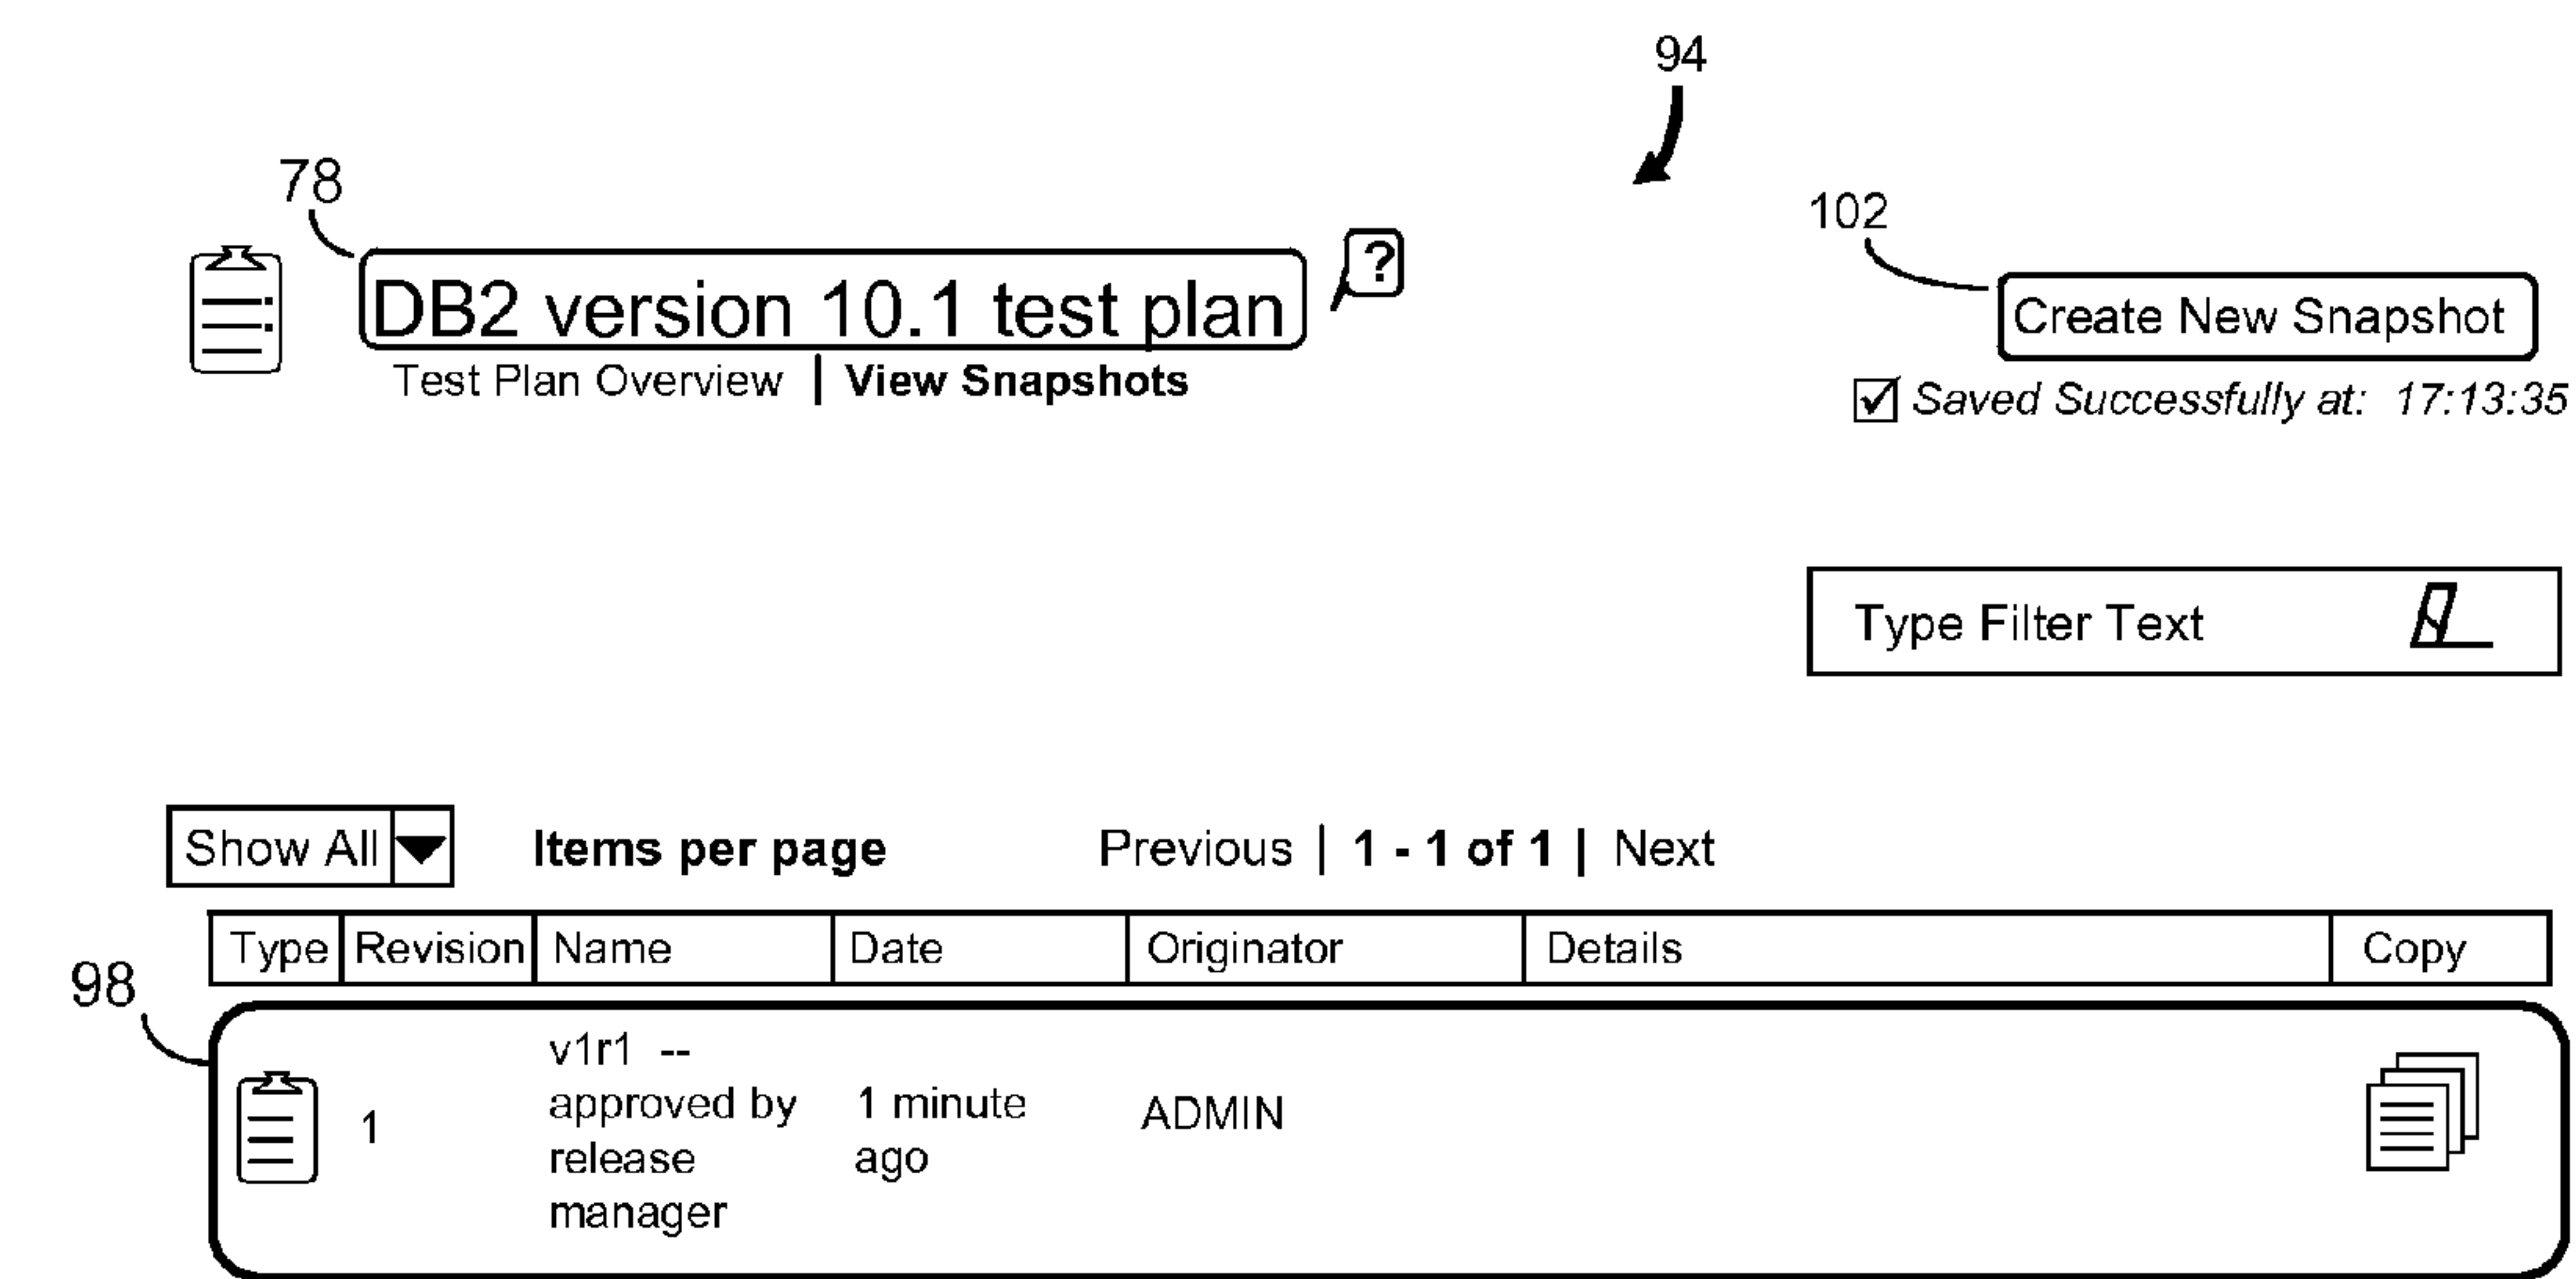 94
78
102
DB2 version 10.1 test plan ?
Create New Snapshot
Test Plan Overview | View Snapshots
Saved Successfully at: 17:13:35
Type Filter Text
Show All Items per page Previous | 1 - 1 of 1 | Next
Type Revision Name Date Originator Details Copy
98
v1r1 --
approved by 1 minute
1 ADMIN
release ago
manager